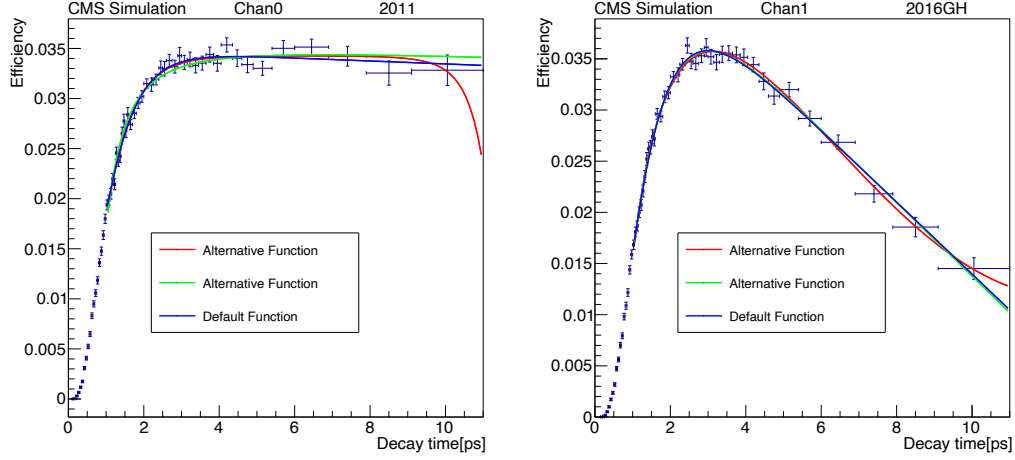 CMS Simulation Chan0 2011
Efficiency
0.035
0.03
0.025
0.02
0.015
0.01
0.005
0
Alternative Function
Alternative Function
Default Function
0 2 4 6 8 10
Decay time[ps]
CMS Simulation Chan1 2016GH
Efficiency
0.035
0.03
0.025
0.02
0.015
0.01
0.005
0
Alternative Function
Alternative Function
Default Function
0 2 4 6 8 10
Decay time[ps]